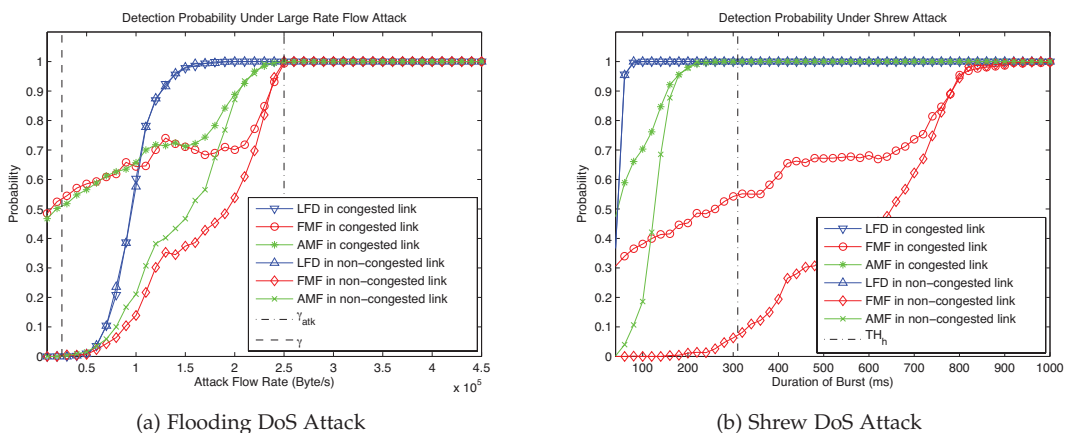 Detection Probability Under Large Rate Flow Attack
1
0.9
0.8
0.7
0.6
0.5
0.4
0.3
0.2
0.1
0
Probability
LFD in congested link
FMF in congested link
AMF in congested link
LFD in non−congested link
FMF in non−congested link
AMF in non−congested link
γatk
γ
0.5 1 1.5 2 2.5 3 3.5 4 4.5
x 10^5
Attack Flow Rate (Byte/s)
(a) Flooding DoS Attack
Detection Probability Under Shrew Attack
1
0.9
0.8
0.7
0.6
0.5
0.4
0.3
0.2
0.1
0
Probability
LFD in congested link
FMF in congested link
AMF in congested link
LFD in non−congested link
FMF in non−congested link
AMF in non−congested link
THh
100 200 300 400 500 600 700 800 900 1000
Duration of Burst (ms)
(b) Shrew DoS Attack